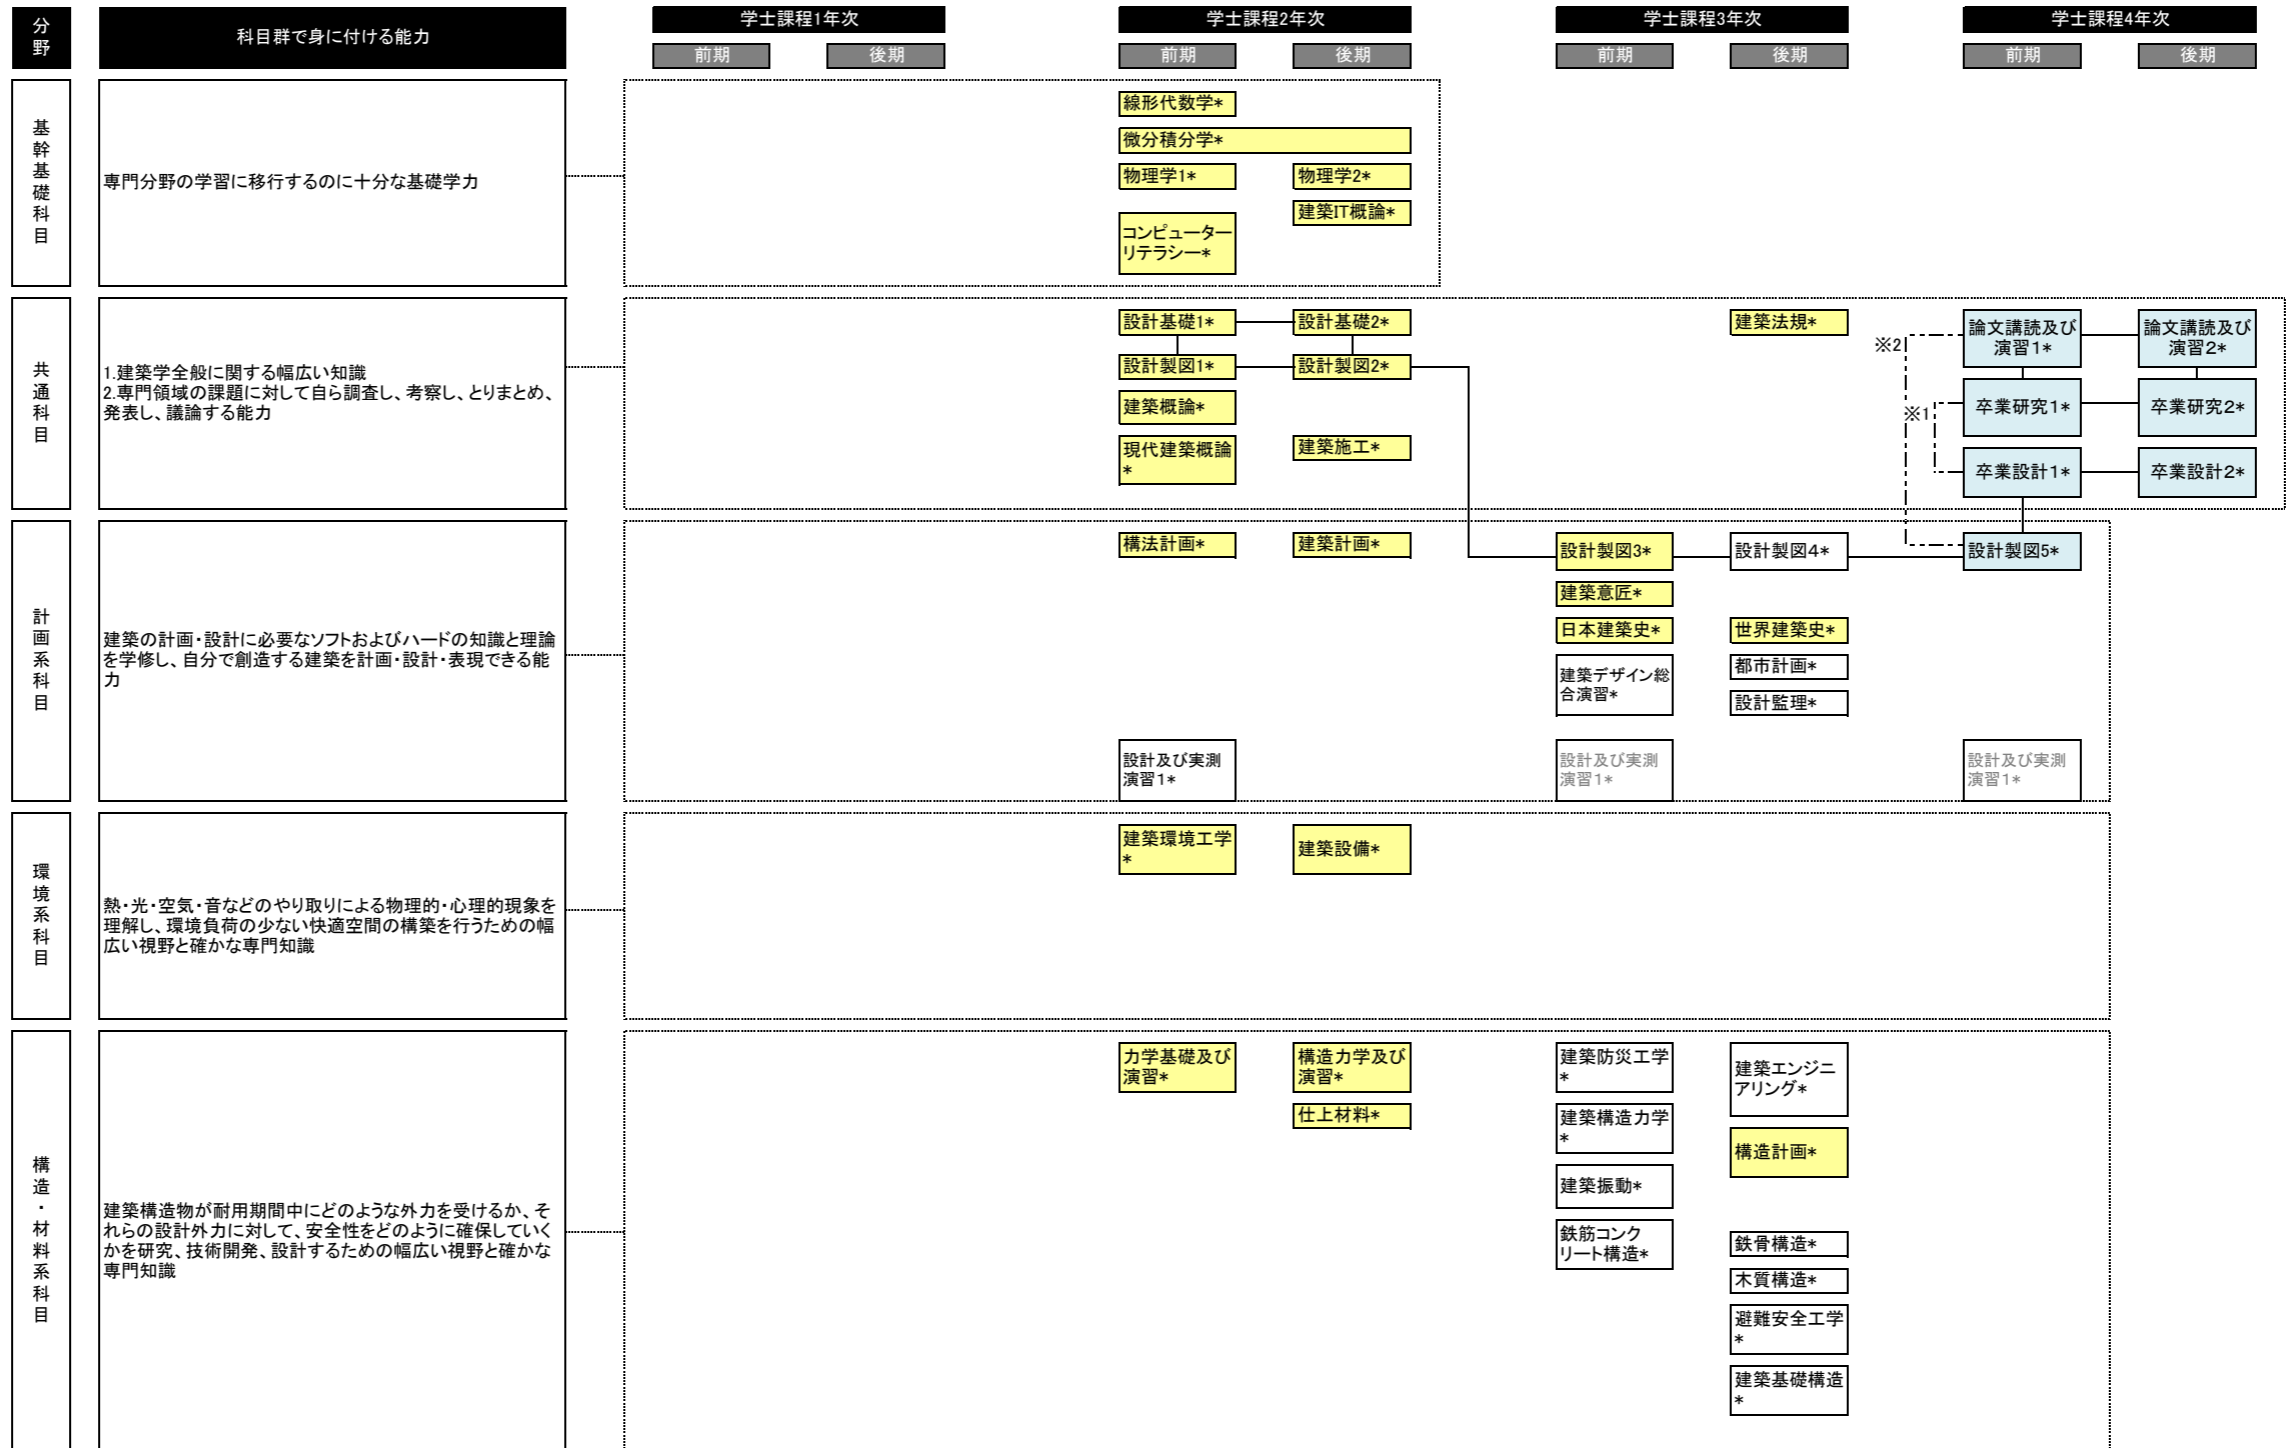 分野
科目群で身に付ける能力
学士課程1年次
学士課程2年次
学士課程3年次
学士課程4年次
前期
後期
前期
後期
前期
後期
前期
後期
基幹基礎科目
専門分野の学習に移行するのに十分な基礎学力
線形代数学*
微分積分学*
物理学1*
物理学2*
建築IT概論*
コンピューター
リテラシー*
共通科目
1.建築学全般に関する幅広い知識
2.専門領域の課題に対して自ら調査し、考察し、とりまとめ、
発表し、議論する能力
設計基礎1*
設計基礎2*
設計製図1*
設計製図2*
建築概論*
現代建築概論
*
建築施工*
建築法規*
※2
※1
論文講読及び
演習1*
論文講読及び
演習2*
卒業研究1*
卒業研究2*
卒業設計1*
卒業設計2*
計画系科目
建築の計画・設計に必要なソフトおよびハードの知識と理論
を学修し、自分で創造する建築を計画・設計・表現できる能
力
構法計画*
建築計画*
設計製図3*
設計製図4*
設計製図5*
建築意匠*
日本建築史*
世界建築史*
建築デザイン総
合演習*
都市計画*
設計監理*
設計及び実測
演習1*
設計及び実測
演習1*
設計及び実測
演習1*
環境系科目
熱・光・空気・音などのやり取りによる物理的・心理的現象を
理解し、環境負荷の少ない快適空間の構築を行うための幅
広い視野と確かな専門知識
建築環境工学
*
建築設備*
構造・材料系科目
建築構造物が耐用期間中にどのような外力を受けるか、そ
れらの設計外力に対して、安全性をどのように確保していく
かを研究、技術開発、設計するための幅広い視野と確かな
専門知識
力学基礎及び
演習*
構造力学及び
演習*
仕上材料*
建築防災工学
*
建築構造力学
*
建築振動*
鉄筋コンク
リート構造*
建築エンジニ
アリング*
構造計画*
鉄骨構造*
木質構造*
避難安全工学
*
建築基礎構造
*